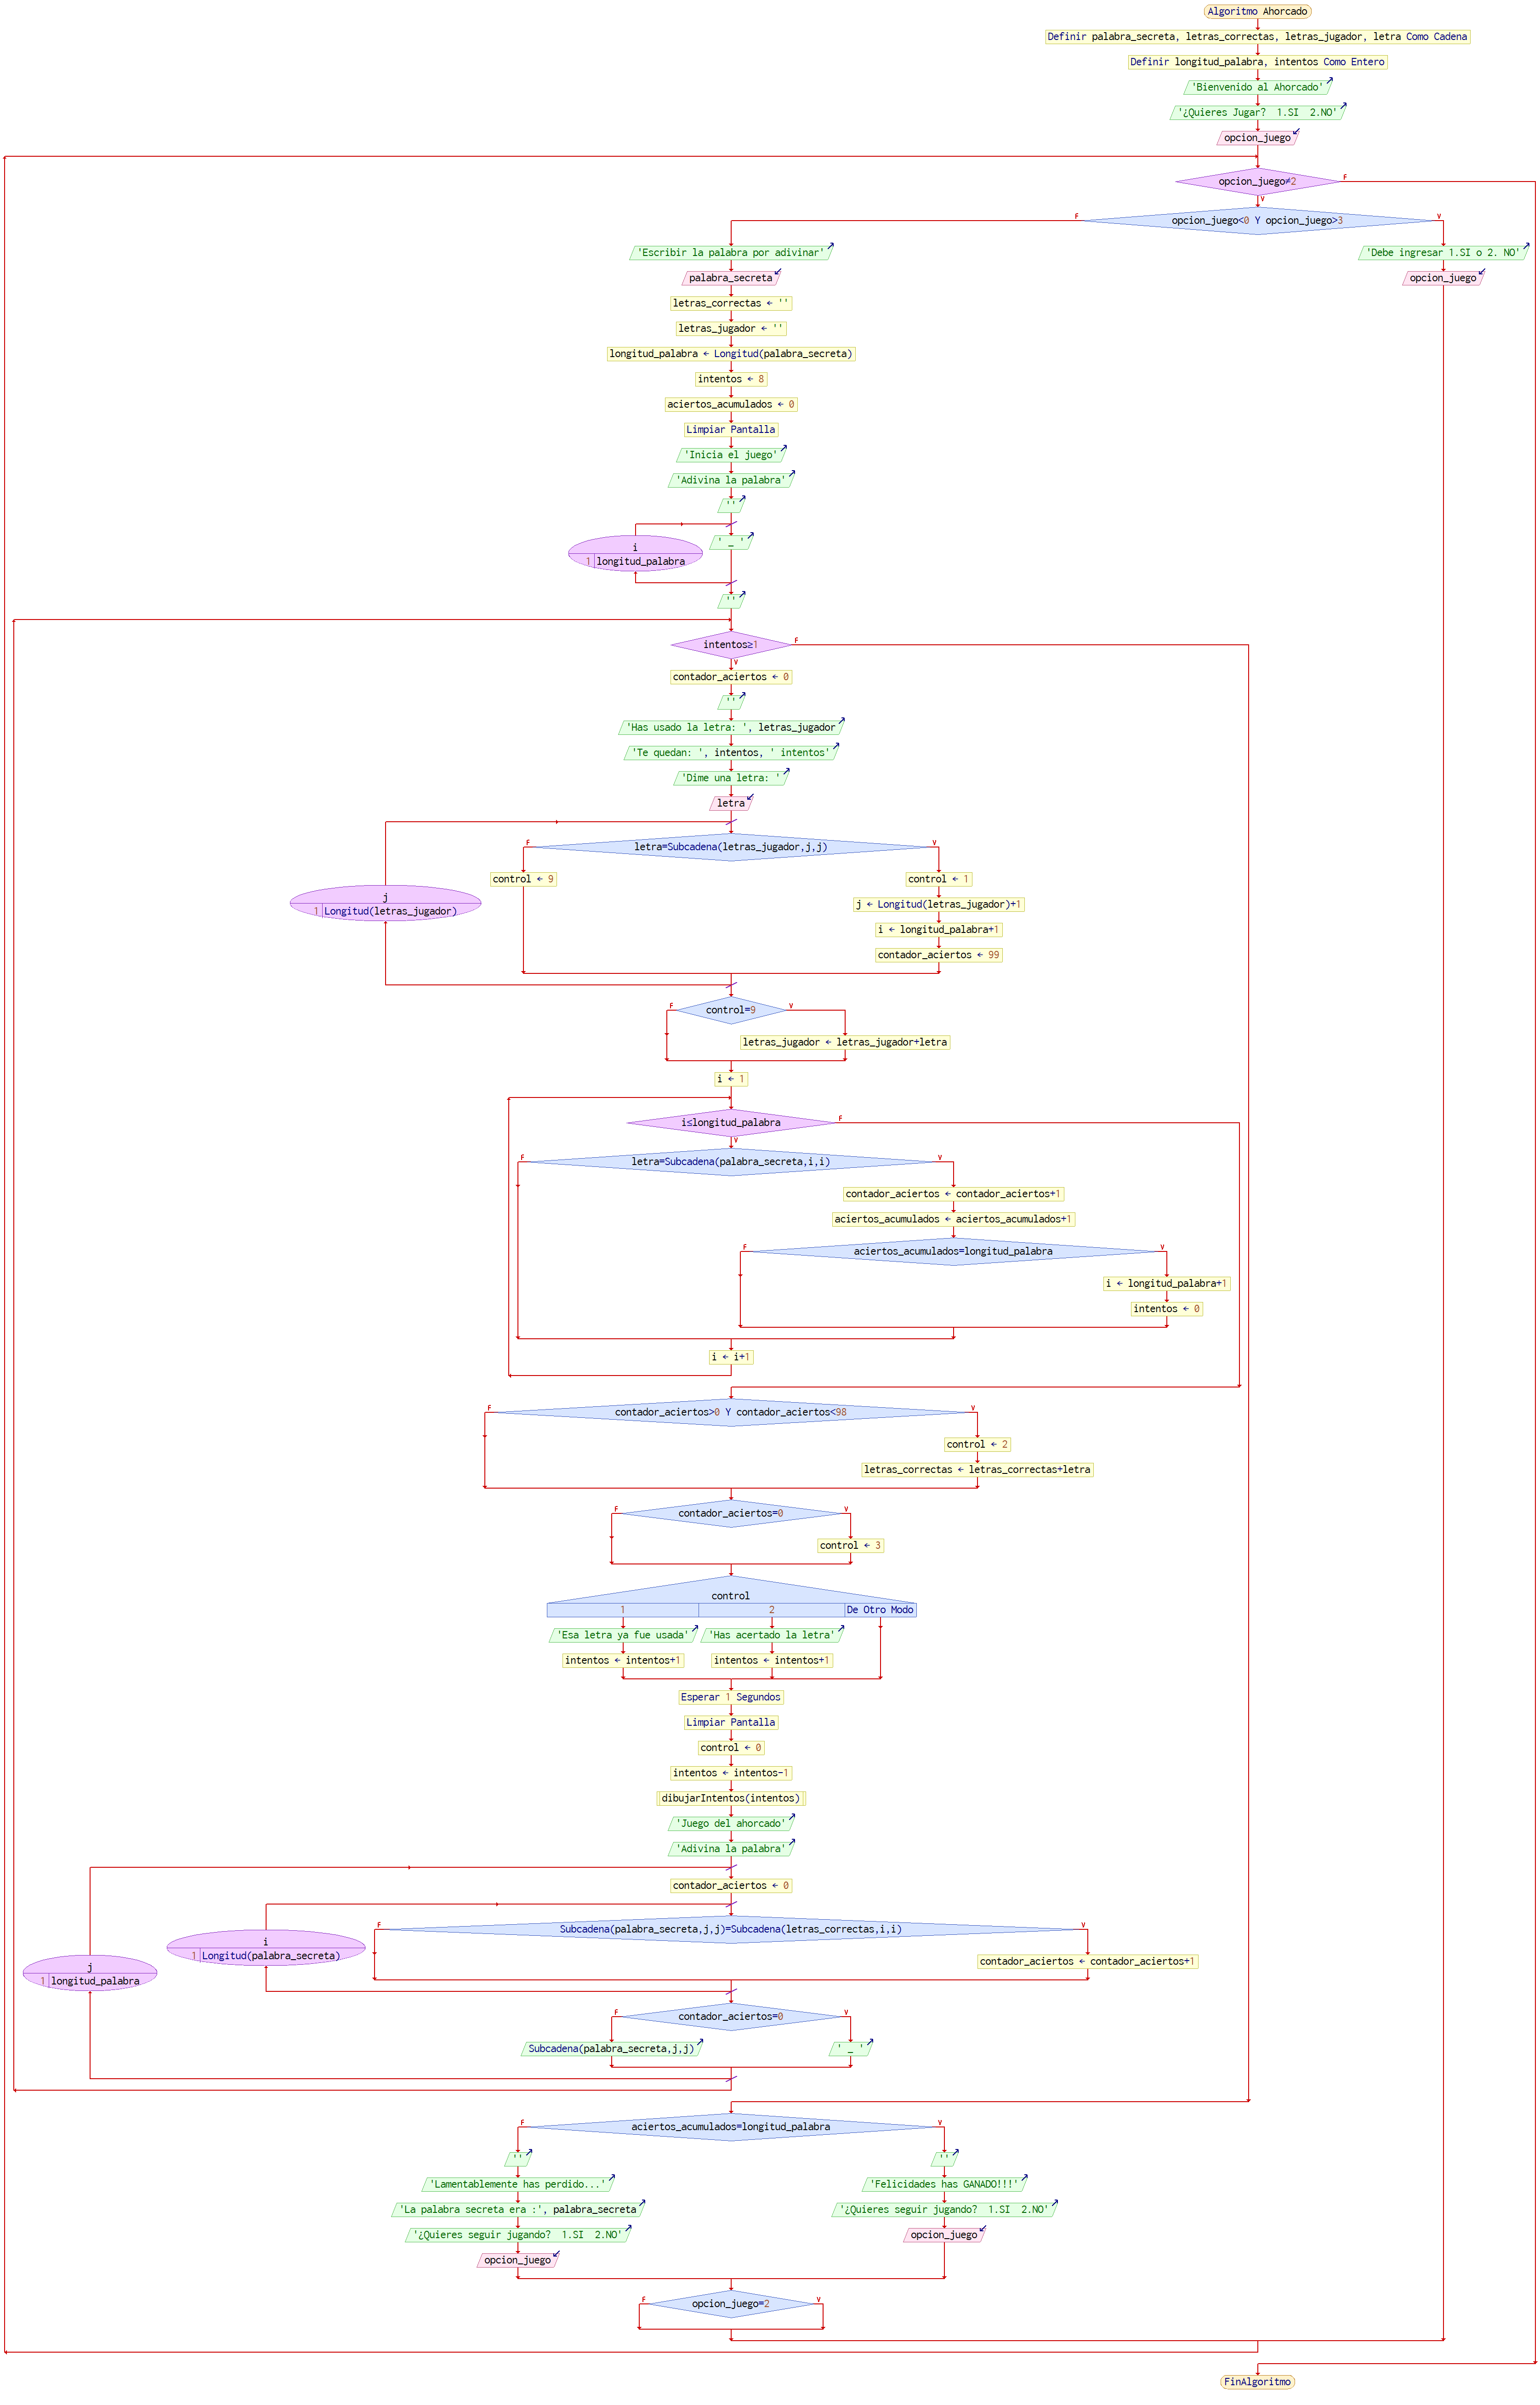 Algoritmo Ahorcado
Definir palabra_secreta, letras_correctas, letras_jugador, letra Como Cadena
Definir longitud_palabra, intentos Como Entero
'Bienvenido al Ahorcado'
'¿Quieres Jugar?  1.SI  2.NO'
opcion_juego
opcion_juego≠2
F
V
opcion_juego<0 Y opcion_juego>3
F
V
'Debe ingresar 1.SI o 2. NO'
opcion_juego
'Escribir la palabra por adivinar'
palabra_secreta
letras_correctas ← ''
letras_jugador ← ''
longitud_palabra ← Longitud(palabra_secreta)
intentos ← 8
aciertos_acumulados ← 0
Limpiar Pantalla
'Inicia el juego'
'Adivina la palabra'
''
i
1 longitud_palabra
' _ '
''
intentos≥1
F
V
contador_aciertos ← 0
''
'Has usado la letra: ', letras_jugador
'Te quedan: ', intentos, ' intentos'
'Dime una letra: '
letra
j
1 Longitud(letras_jugador)
letra=Subcadena(letras_jugador,j,j)
F
V
control ← 9
control ← 1
j ← Longitud(letras_jugador)+1
i ← longitud_palabra+1
contador_aciertos ← 99
control=9
F
V
letras_jugador ← letras_jugador+letra
i ← 1
i≤longitud_palabra
F
V
letra=Subcadena(palabra_secreta,i,i)
F
V
contador_aciertos ← contador_aciertos+1
aciertos_acumulados ← aciertos_acumulados+1
aciertos_acumulados=longitud_palabra
F
V
i ← longitud_palabra+1
intentos ← 0
i ← i+1
contador_aciertos>0 Y contador_aciertos<98
F
V
control ← 2
letras_correctas ← letras_correctas+letra
contador_aciertos=0
F
V
control ← 3
control
1 2 De Otro Modo
'Esa letra ya fue usada'
intentos ← intentos+1
'Has acertado la letra'
intentos ← intentos+1
Esperar 1 Segundos
Limpiar Pantalla
control ← 0
intentos ← intentos-1
dibujarIntentos(intentos)
'Juego del ahorcado'
'Adivina la palabra'
j
1 longitud_palabra
contador_aciertos ← 0
i
1 Longitud(palabra_secreta)
Subcadena(palabra_secreta,j,j)=Subcadena(letras_correctas,i,i)
F
V
contador_aciertos ← contador_aciertos+1
contador_aciertos=0
F
V
Subcadena(palabra_secreta,j,j)
' _ '
aciertos_acumulados=longitud_palabra
F
V
''
'Lamentablemente has perdido...'
'La palabra secreta era :', palabra_secreta
'¿Quieres seguir jugando?  1.SI  2.NO'
opcion_juego
''
'Felicidades has GANADO!!!'
'¿Quieres seguir jugando?  1.SI  2.NO'
opcion_juego
opcion_juego=2
F
V
FinAlgoritmo